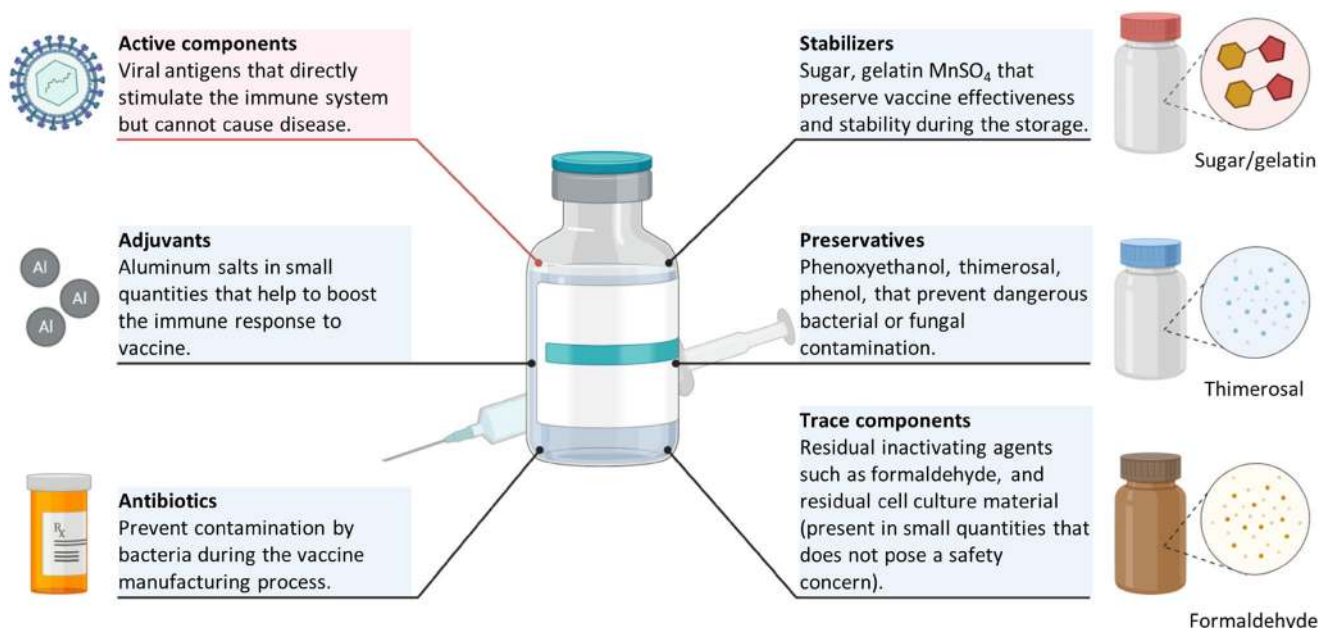 Active components
Viral antigens that directly
stimulate the immune system
but cannot cause disease.
Stabilizers
Sugar, gelatin MnSO₄ that
preserve vaccine effectiveness
and stability during the storage.
Sugar/gelatin
Al
Al
Al
Adjuvants
Aluminum salts in small
quantities that help to boost
the immune response to
vaccine.
Preservatives
Phenoxyethanol, thimerosal,
phenol, that prevent dangerous
bacterial or fungal
contamination.
Thimerosal
Rx
Antibiotics
Prevent contamination by
bacteria during the vaccine
manufacturing process.
Trace components
Residual inactivating agents
such as formaldehyde, and
residual cell culture material
(present in small quantities that
does not pose a safety
concern).
Formaldehyde